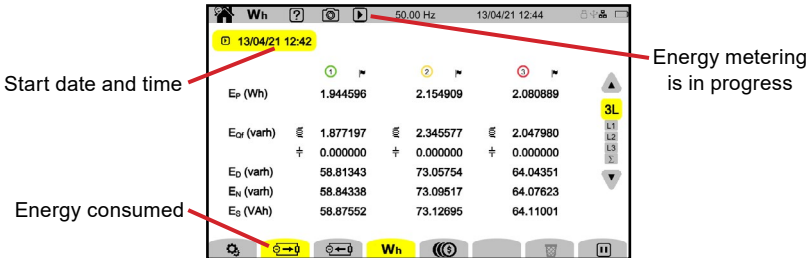 Wh ? 50.00 Hz 13/04/21 12:44
13/04/21 12:42
Energy metering
is in progress
Start date and time
1 2 3
EP (Wh) 1.944596 2.154909 2.080889
3L
L1
L2
L3
Σ
EQf (varh) 1.877197 2.345577 2.047980
0.000000 0.000000 0.000000
ED (varh) 58.81343 73.05754 64.04351
EN (varh) 58.84338 73.09517 64.07623
ES (VAh) 58.87552 73.12695 64.11001
Energy consumed
Wh $